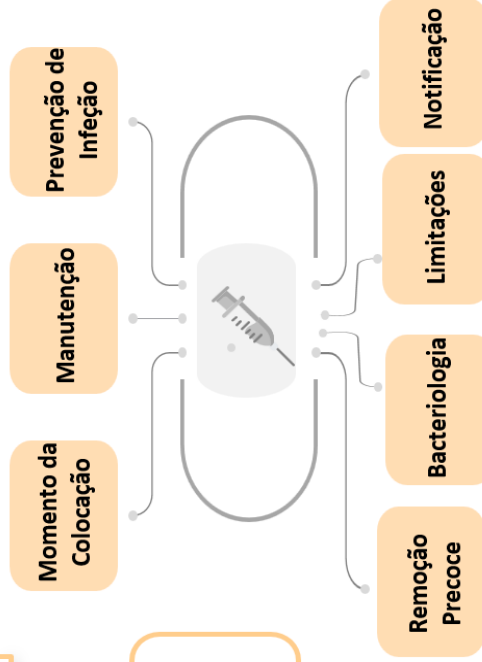 Momento da
Colocação
Manutenção
Prevenção de
Infeção
Remoção
Precoce
Bacteriologia
Limitações
Notificação